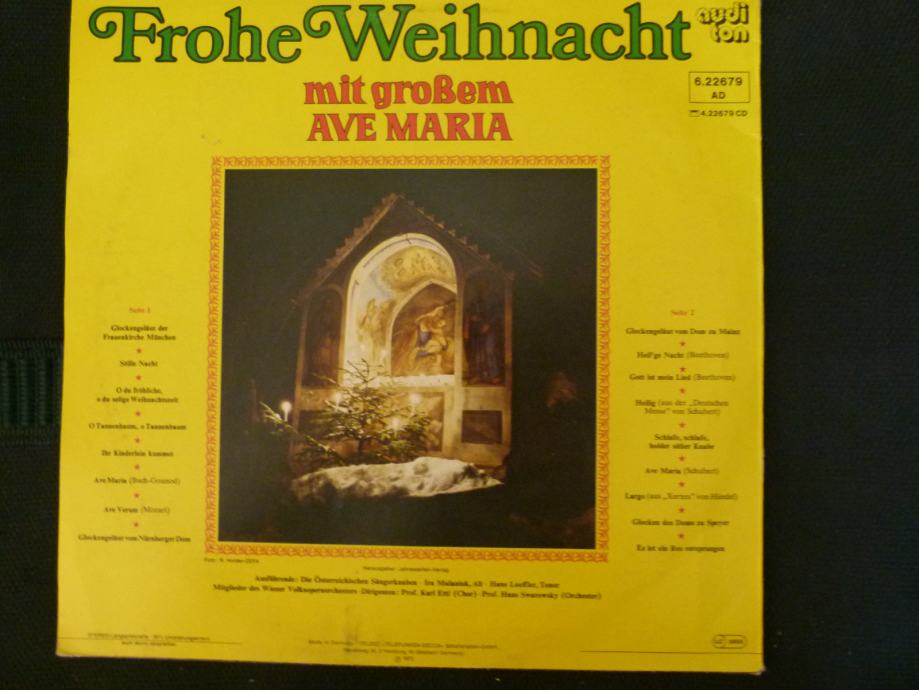 Frohe Weihnacht
audi
ton
mit großem
AVE MARIA
6.22679
AD
4.22679 CD
Seite 1
Glockengeläut der
Frauenkirche München
Stille Nacht
O du fröhliche,
o du selige Weihnachtszeit
O Tannenbaum, o Tannenbaum
Ihr Kinderlein kommet
Ave Maria (Bach-Gounod)
Ave Verum (Mozart)
Glockengeläut vom Nürnberger Dom
Seite 2
Glockengeläut vom Dom zu Mainz
Heil'ge Nacht (Beethoven)
Gott ist mein Lied (Beethoven)
Heilig (aus der „Deutschen
Messe" von Schubert)
Schlafe, schlafe,
holder süßer Knabe
Ave Maria (Schubert)
Largo (aus „Xerxes" von Händel)
Glocken des Doms zu Speyer
Es ist ein Ros entsprungen
Herausgeber: Jahreszeiten-Verlag
Ausführende: Die Österreichischen Sängerknaben · Ira Malaniuk, Alt · Hans Loeffler, Tenor
Mitglieder des Wiener Volksopernorchesters · Dirigenten: Prof. Karl Etti (Chor) · Prof. Hans Swarowsky (Orchester)